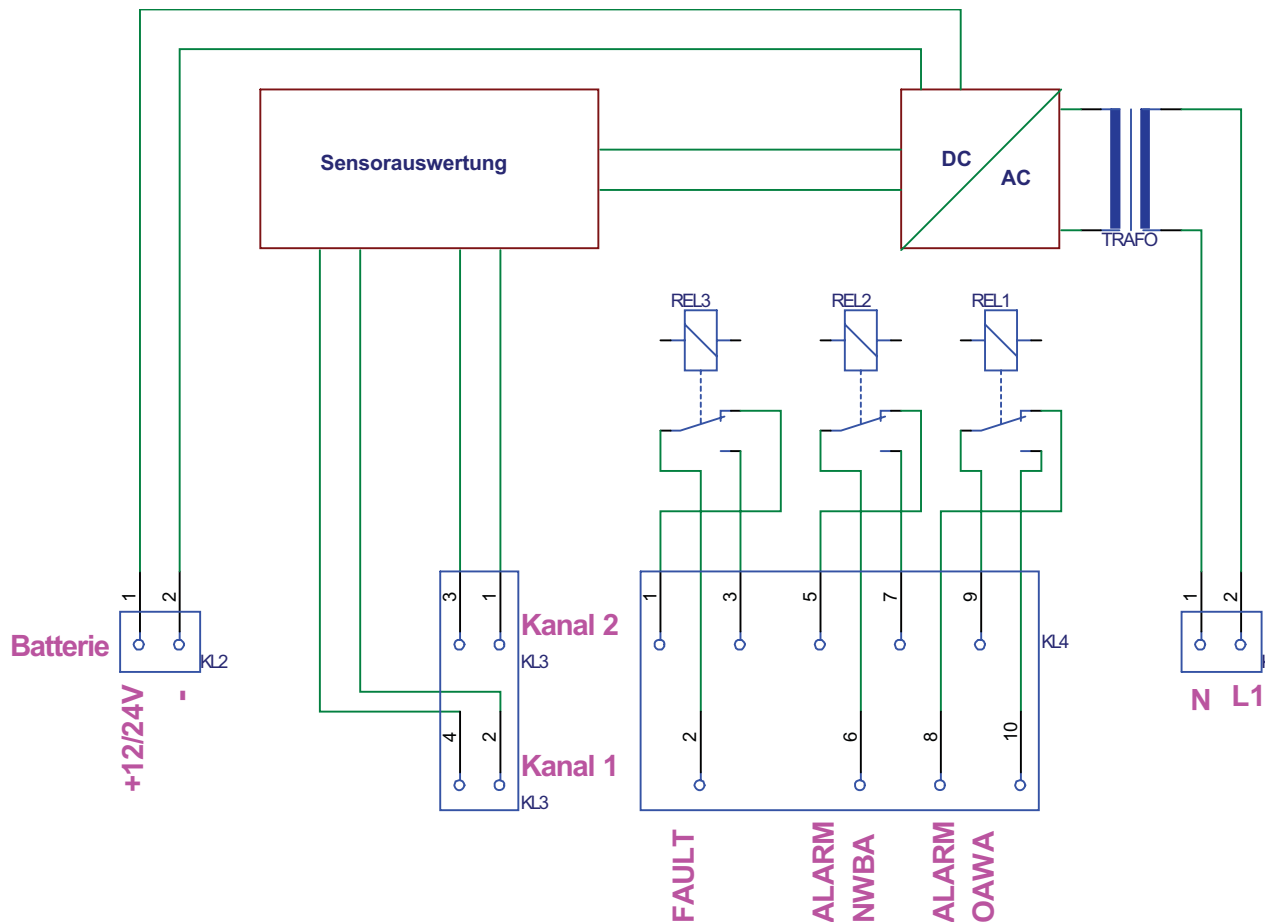 Sensorauswertung
DC
AC
TRAFO
REL3
REL2
REL1
1
2
3
1
1
3
5
7
9
1
2
Batterie
KL2
Kanal 2
KL3
KL4
K
+12/24V
-
N
L1
4
2
2
6
8
10
Kanal 1
KL3
FAULT
ALARM
NWBA
ALARM
OAWA